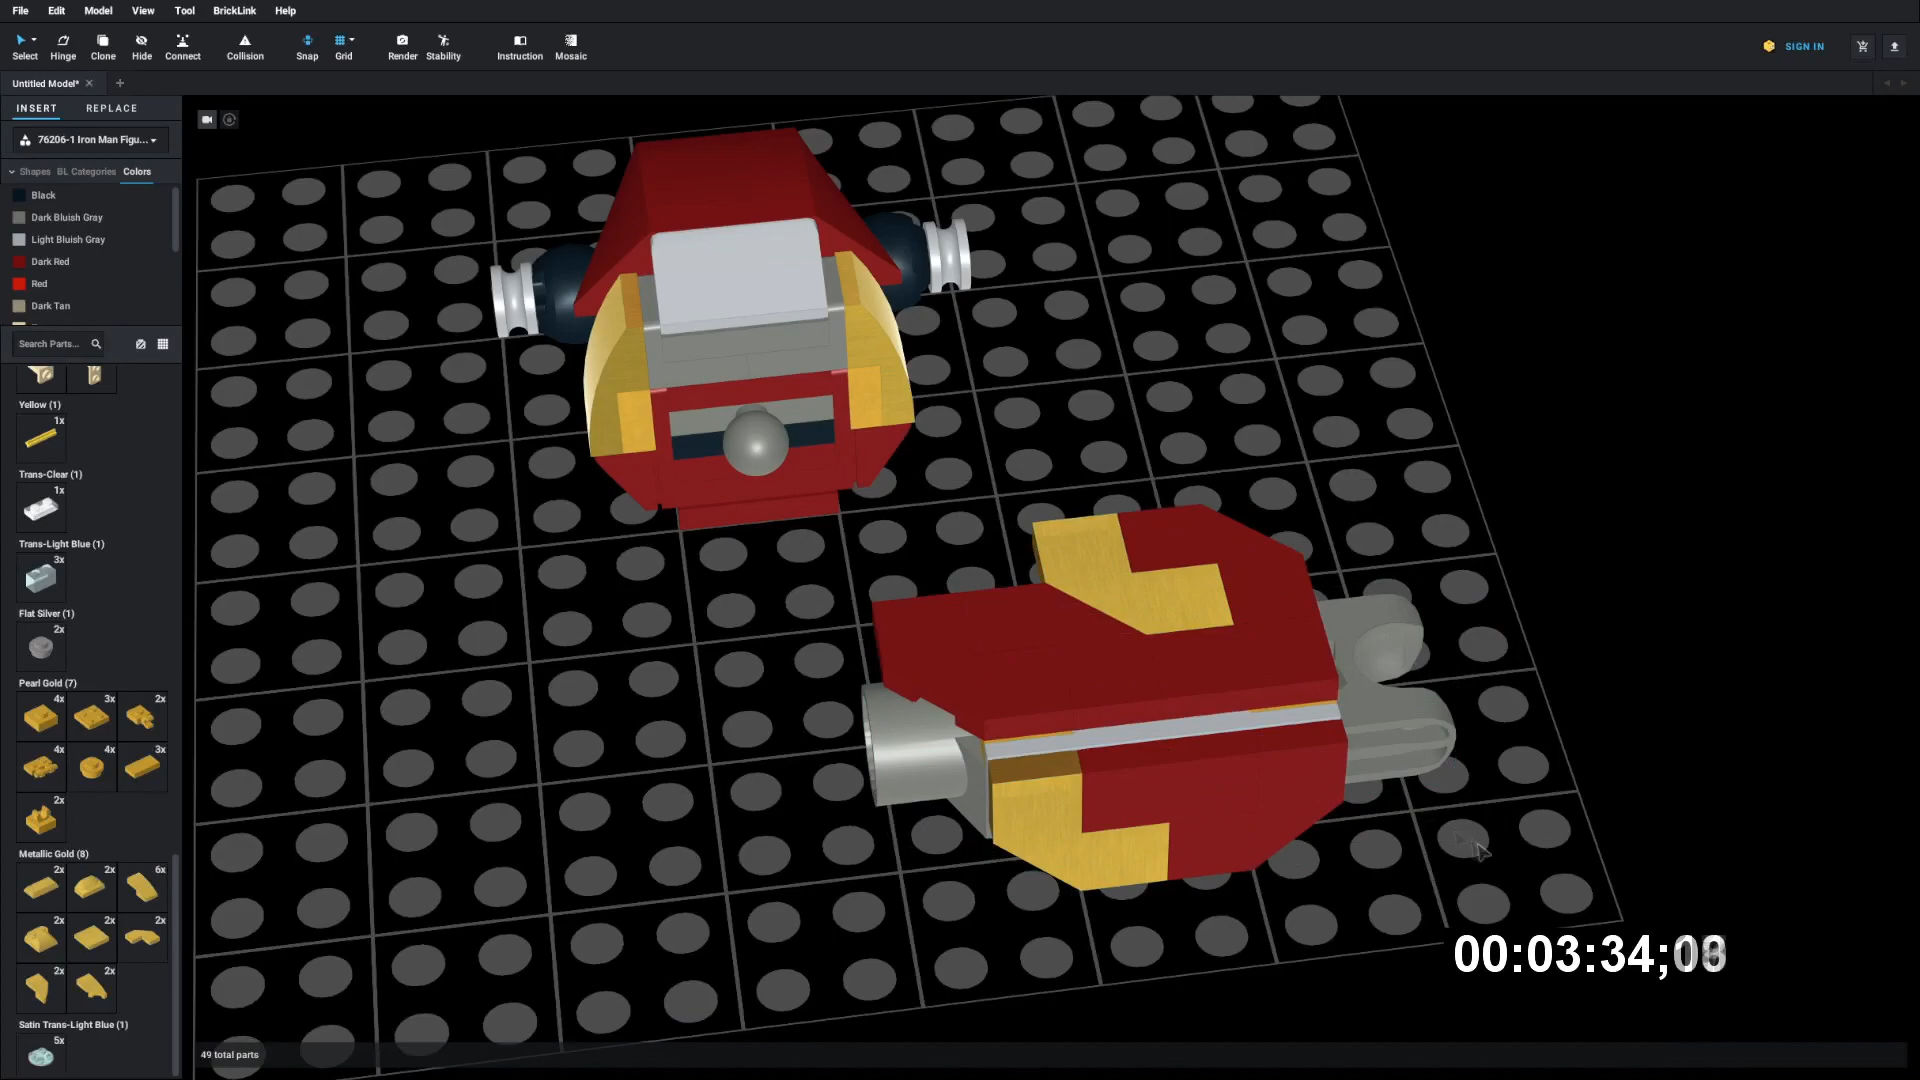 File Edit Model View Tool BrickLink Help
Select Hinge Clone Hide Connect Collision Snap Grid Render Stability Instruction Mosaic
SIGN IN
Untitled Model*
INSERT REPLACE
76206-1 Iron Man Figu...
Shapes BL Categories Colors
Black
Dark Bluish Gray
Light Bluish Gray
Dark Red
Red
Dark Tan
Search Parts...
Yellow (1)
1x
Trans-Clear (1)
1x
Trans-Light Blue (1)
3x
Flat Silver (1)
2x
Pearl Gold (7)
4x 3x 2x
4x 4x 3x
2x
Metallic Gold (8)
2x 2x 6x
2x 2x 2x
2x 2x
Satin Trans-Light Blue (1)
5x
49 total parts
00:03:34;